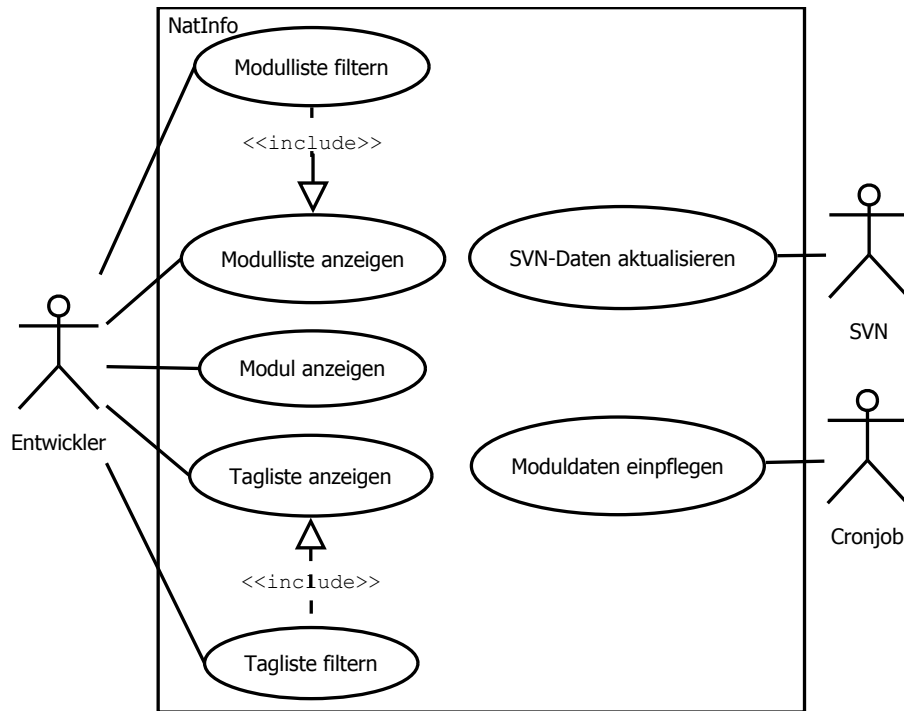 NatInfo
Modulliste filtern
<<include>>
Modulliste anzeigen
SVN-Daten aktualisieren
SVN
Modul anzeigen
Entwickler
Tagliste anzeigen
Moduldaten einpflegen
Cronjob
<<include>>
Tagliste filtern